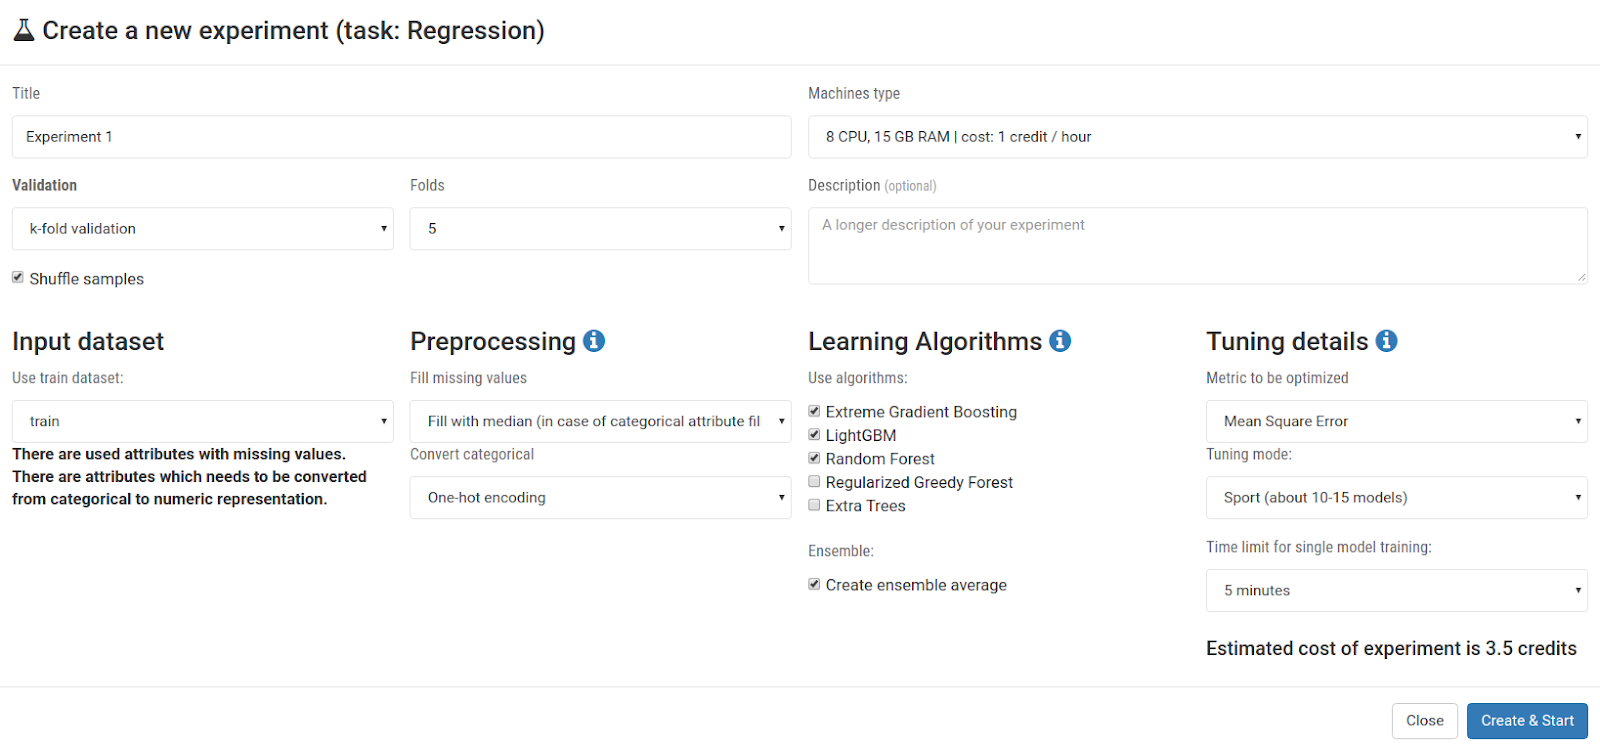 Create a new experiment (task: Regression)
Title
Experiment 1
Machines type
8 CPU, 15 GB RAM | cost: 1 credit / hour
Validation
k-fold validation
Folds
5
Shuffle samples
Description (optional)
A longer description of your experiment
Input dataset
Use train dataset:
train
There are used attributes with missing values.
There are attributes which needs to be converted
from categorical to numeric representation.
Preprocessing
Fill missing values
Fill with median (in case of categorical attribute fil
Convert categorical
One-hot encoding
Learning Algorithms
Use algorithms:
Extreme Gradient Boosting
LightGBM
Random Forest
Regularized Greedy Forest
Extra Trees
Ensemble:
Create ensemble average
Tuning details
Metric to be optimized
Mean Square Error
Tuning mode:
Sport (about 10-15 models)
Time limit for single model training:
5 minutes
Estimated cost of experiment is 3.5 credits
Close
Create & Start